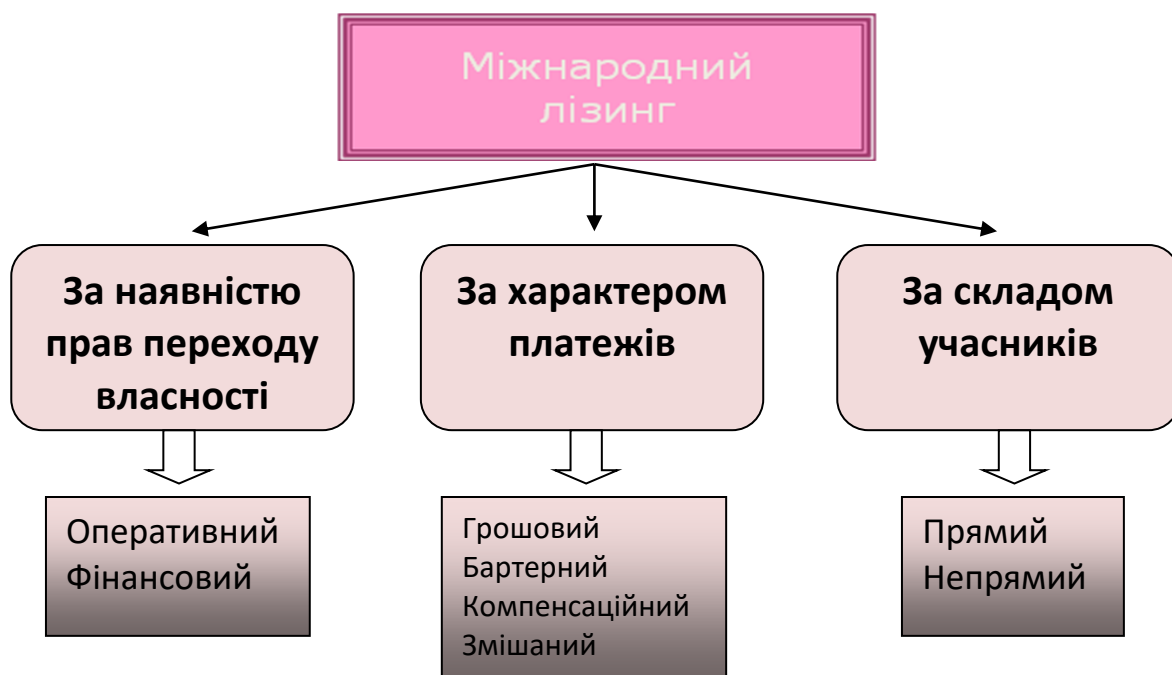 Міжнародний
лізинг
За наявністю
прав переходу
власності
За характером
платежів
За складом
учасників
Оперативний
Фінансовий
Грошовий
Бартерний
Компенсаційний
Змішаний
Прямий
Непрямий